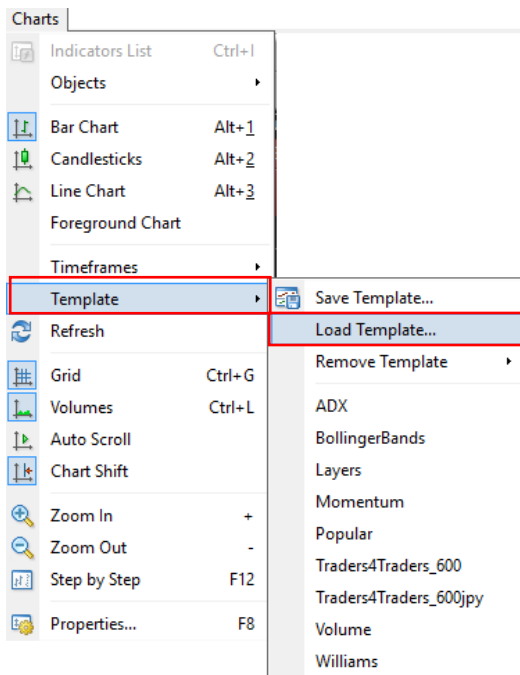 Charts
Indicators List Ctrl+I
Objects
Bar Chart Alt+1
Candlesticks Alt+2
Line Chart Alt+3
Foreground Chart
Timeframes
Template
Refresh
Grid Ctrl+G
Volumes Ctrl+L
Auto Scroll
Chart Shift
Zoom In +
Zoom Out -
Step by Step F12
Properties... F8
Save Template...
Load Template...
Remove Template
ADX
BollingerBands
Layers
Momentum
Popular
Traders4Traders_600
Traders4Traders_600jpy
Volume
Williams